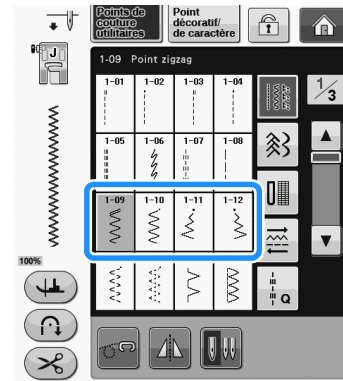 Points de couture utilitaires
Point décoratif/ de caractère
J
1-09 Point zigzag
1-01 1-02 1-03 1-04
1/3
1-05 1-06 1-07 1-08
1-09 1-10 1-11 1-12
100%
Q